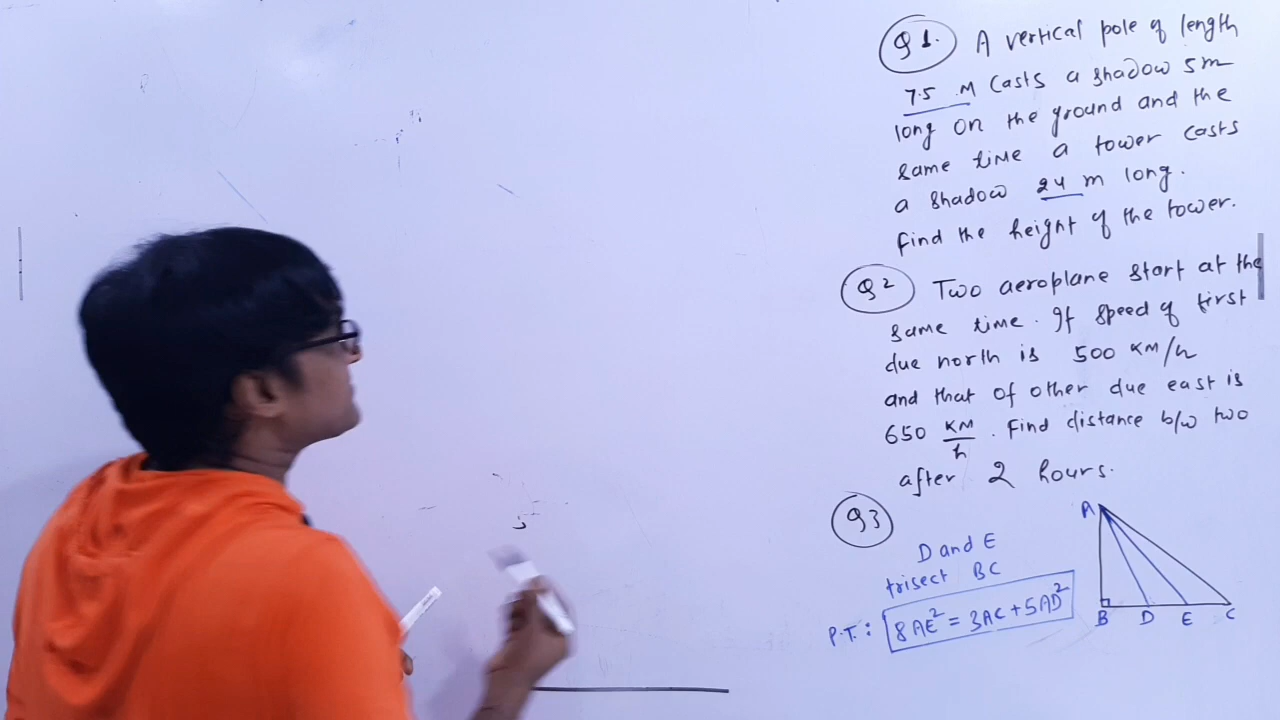 Q1. A vertical pole of length
7.5 M casts a shadow 5m
long on the ground and the
same time a tower casts
a shadow 24 m long.
find the height of the tower.
Q2 Two aeroplane start at the
same time. If speed of first
due north is 500 KM/h
and that of other due east is
650 KM/h. Find distance b/w two
after 2 hours.
Q3
D and E
trisect BC
P.T.: 8AE² = 3AC + 5AD²
A
B D E C